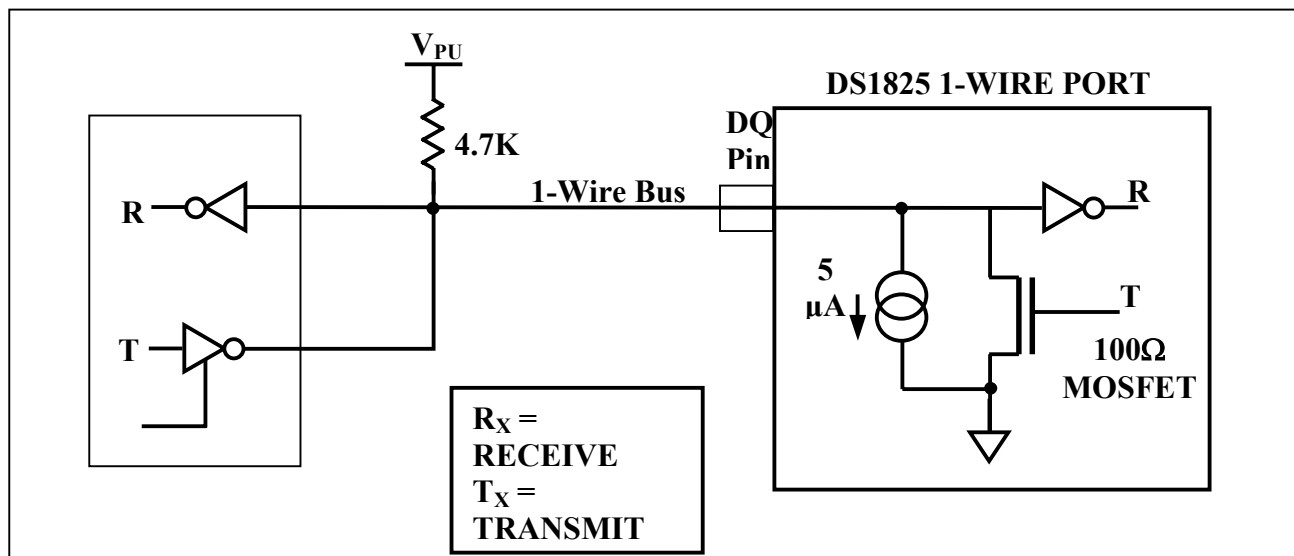 V_PU
4.7K
R
T
1-Wire Bus
DS1825 1-WIRE PORT
DQ
Pin
5
µA
R
T
100Ω
MOSFET
R_X =
RECEIVE
T_X =
TRANSMIT